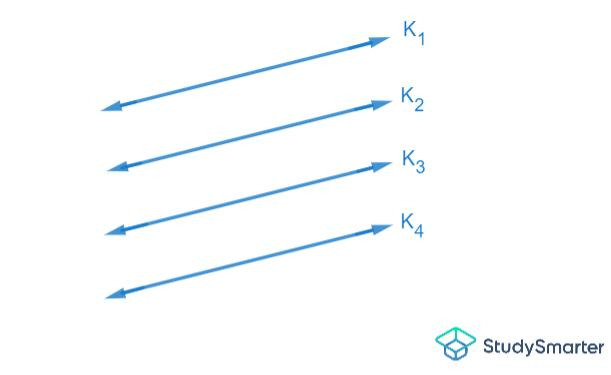 K₁
K₂
K₃
K₄
StudySmarter